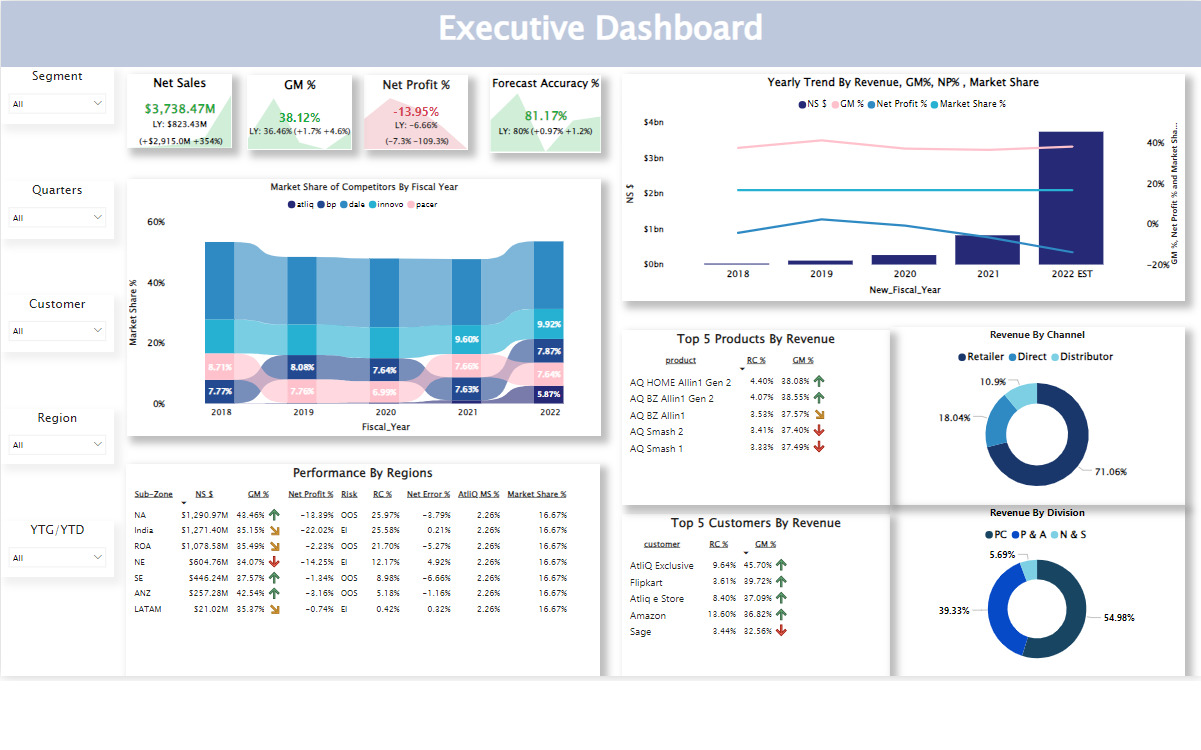 Executive Dashboard
Segment
All
Quarters
All
Customer
All
Region
All
YTG/YTD
All
Net Sales
$3,738.47M
LY: $823.43M
(+$2,915.0M +354%)
GM %
38.12%
LY: 36.46% (+1.7% +4.6%)
Net Profit %
-13.95%
LY: -6.66%
(-7.3% -109.3%)
Forecast Accuracy %
81.17%
LY: 80% (+0.97% +1.2%)
Yearly Trend By Revenue, GM%, NP% , Market Share
NS $ GM % Net Profit % Market Share %
$4bn
$3bn
$2bn
$1bn
$0bn
NS $
40%
20%
0%
-20%
GM %, Net Profit % and Market Sha...
2018 2019 2020 2021 2022 EST
New_Fiscal_Year
Market Share of Competitors By Fiscal Year
atliq bp dale innovo pacer
60%
40%
20%
0%
Market Share %
8.71%
7.77%
8.08%
7.76%
7.64%
6.99%
9.60%
7.66%
7.63%
9.92%
7.87%
7.64%
5.87%
2018 2019 2020 2021 2022
Fiscal_Year
Performance By Regions
Sub-Zone NS $ GM % Net Profit % Risk RC % Net Error % AtliQ MS % Market Share %
NA $1,290.97M 43.46% -13.39% OOS 25.97% -3.79% 2.26% 16.67%
India $1,271.40M 35.15% -22.02% EI 25.58% 0.21% 2.26% 16.67%
ROA $1,078.58M 35.49% -2.23% OOS 21.70% -5.27% 2.26% 16.67%
NE $604.76M 34.07% -14.25% EI 12.17% 4.92% 2.26% 16.67%
SE $446.24M 37.57% -1.34% OOS 8.98% -6.66% 2.26% 16.67%
ANZ $257.28M 42.54% -3.16% OOS 5.18% -1.16% 2.26% 16.67%
LATAM $21.02M 35.37% -0.74% EI 0.42% 0.32% 2.26% 16.67%
Top 5 Products By Revenue
product RC % GM %
AQ HOME Allin1 Gen 2 4.40% 38.08%
AQ BZ Allin1 Gen 2 4.07% 38.55%
AQ BZ Allin1 3.53% 37.57%
AQ Smash 2 3.41% 37.40%
AQ Smash 1 3.33% 37.49%
Top 5 Customers By Revenue
customer RC % GM %
AtliQ Exclusive 9.64% 45.70%
Flipkart 3.61% 39.72%
Atliq e Store 8.40% 37.09%
Amazon 13.60% 36.82%
Sage 3.44% 32.56%
Revenue By Channel
Retailer Direct Distributor
10.9%
18.04%
71.06%
Revenue By Division
PC P & A N & S
5.69%
39.33%
54.98%